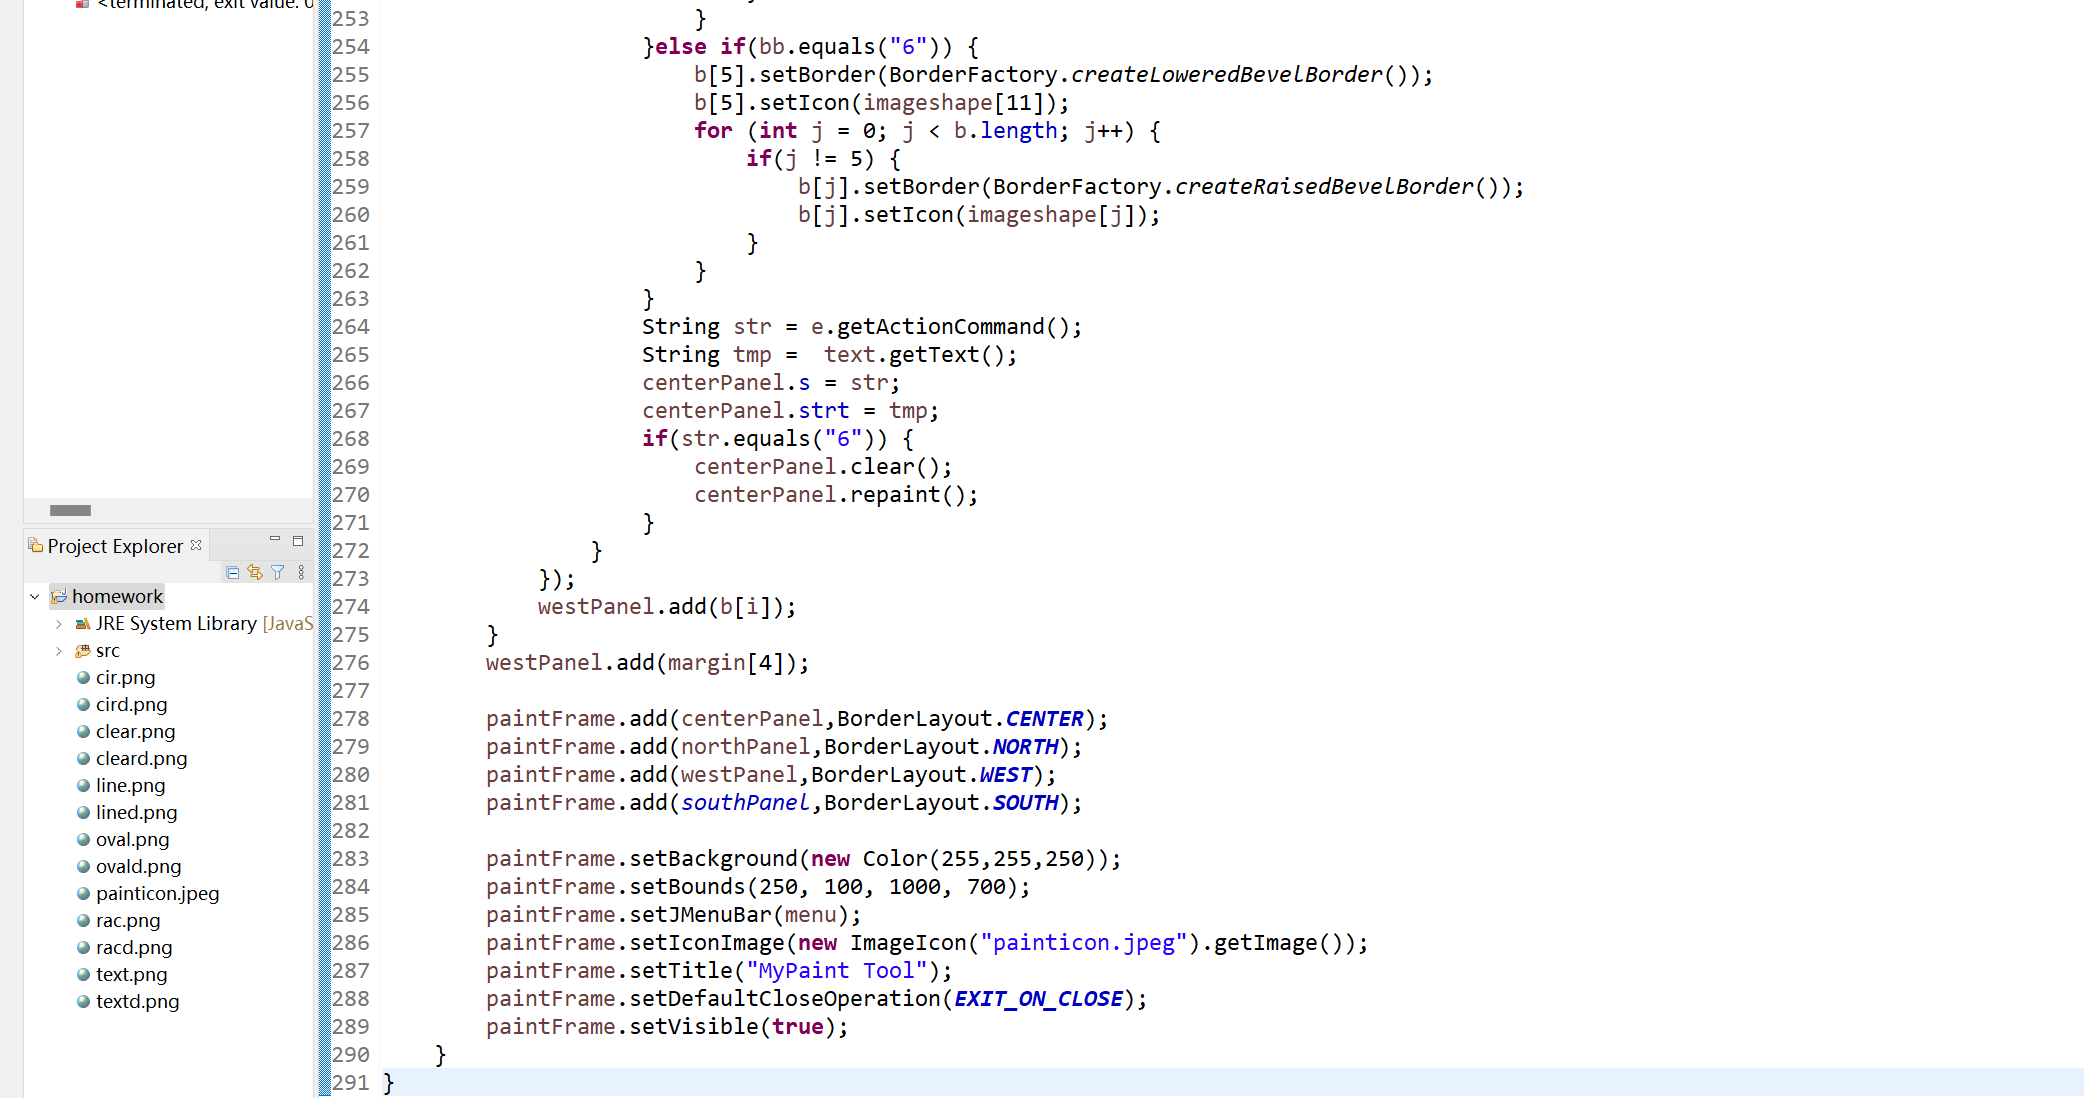 <terminated, exit value: 0
Project Explorer
homework
JRE System Library [JavaS
src
cir.png
cird.png
clear.png
cleard.png
line.png
lined.png
oval.png
ovald.png
painticon.jpeg
rac.png
racd.png
text.png
textd.png
253 }
254 }else if(bb.equals("6")) {
255 b[5].setBorder(BorderFactory.createLoweredBevelBorder());
256 b[5].setIcon(imageshape[11]);
257 for (int j = 0; j < b.length; j++) {
258 if(j != 5) {
259 b[j].setBorder(BorderFactory.createRaisedBevelBorder());
260 b[j].setIcon(imageshape[j]);
261 }
262 }
263 }
264 String str = e.getActionCommand();
265 String tmp =  text.getText();
266 centerPanel.s = str;
267 centerPanel.strt = tmp;
268 if(str.equals("6")) {
269 centerPanel.clear();
270 centerPanel.repaint();
271 }
272 }
273 });
274 westPanel.add(b[i]);
275 }
276 westPanel.add(margin[4]);
277
278 paintFrame.add(centerPanel,BorderLayout.CENTER);
279 paintFrame.add(northPanel,BorderLayout.NORTH);
280 paintFrame.add(westPanel,BorderLayout.WEST);
281 paintFrame.add(southPanel,BorderLayout.SOUTH);
282
283 paintFrame.setBackground(new Color(255,255,250));
284 paintFrame.setBounds(250, 100, 1000, 700);
285 paintFrame.setJMenuBar(menu);
286 paintFrame.setIconImage(new ImageIcon("painticon.jpeg").getImage());
287 paintFrame.setTitle("MyPaint Tool");
288 paintFrame.setDefaultCloseOperation(EXIT_ON_CLOSE);
289 paintFrame.setVisible(true);
290 }
291 }